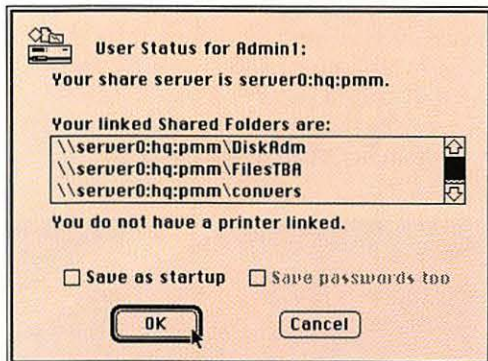 User Status for Admin1:
Your share server is server0:hq:pmm.
Your linked Shared Folders are:
\\server0:hq:pmm\DiskAdm
\\server0:hq:pmm\FilesTBA
\\server0:hq:pmm\convers
You do not have a printer linked.
Save as startup
Save passwords too
OK
Cancel